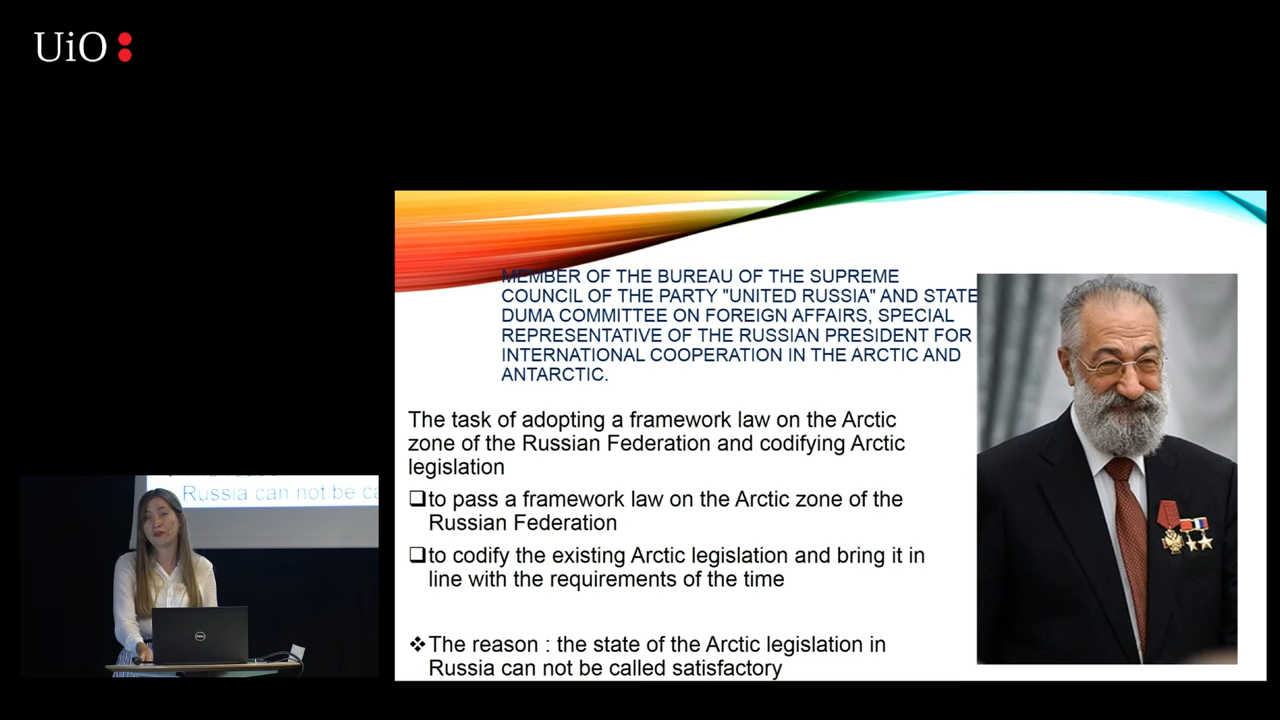 UiO
MEMBER OF THE BUREAU OF THE SUPREME
COUNCIL OF THE PARTY "UNITED RUSSIA" AND STATE
DUMA COMMITTEE ON FOREIGN AFFAIRS, SPECIAL
REPRESENTATIVE OF THE RUSSIAN PRESIDENT FOR
INTERNATIONAL COOPERATION IN THE ARCTIC AND
ANTARCTIC.
The task of adopting a framework law on the Arctic
zone of the Russian Federation and codifying Arctic
legislation
❑to pass a framework law on the Arctic zone of the
Russian Federation
❑to codify the existing Arctic legislation and bring it in
line with the requirements of the time
❖The reason : the state of the Arctic legislation in
Russia can not be called satisfactory
Russia can not be ca
DELL